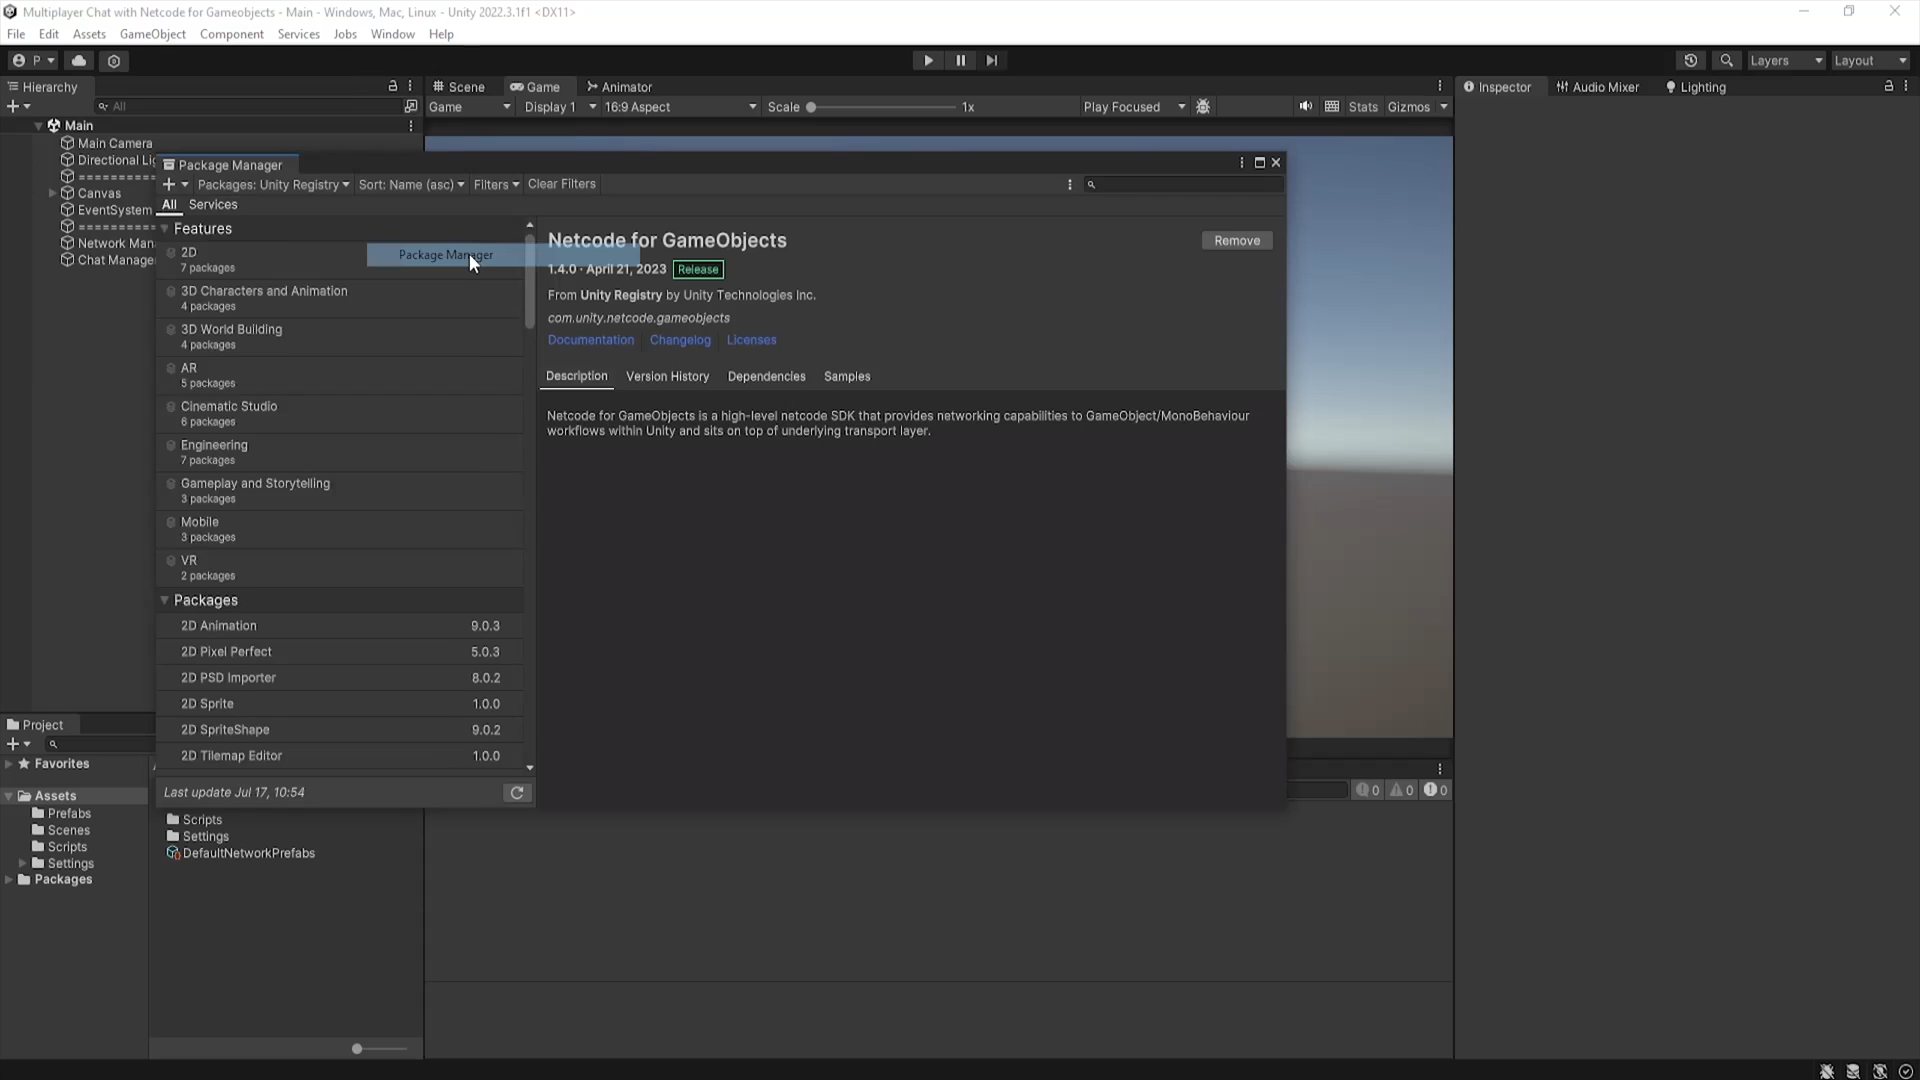 Multiplayer Chat with Netcode for Gameobjects - Main - Windows, Mac, Linux - Unity 2022.3.1f1 <DX11>
File Edit Assets GameObject Component Services Jobs Window Help
P Layers Layout
Hierarchy Scene Game Animator Inspector Audio Mixer Lighting
All Game Display 1 16:9 Aspect Scale 1x Play Focused Stats Gizmos
Main
Main Camera
Directional Lig
===========
Canvas
EventSystem
===========
Network Mana
Chat Manager
Package Manager
Packages: Unity Registry Sort: Name (asc) Filters Clear Filters
All Services
Features
2D
7 packages
3D Characters and Animation
4 packages
3D World Building
4 packages
AR
5 packages
Cinematic Studio
6 packages
Engineering
7 packages
Gameplay and Storytelling
3 packages
Mobile
3 packages
VR
2 packages
Packages
2D Animation 9.0.3
2D Pixel Perfect 5.0.3
2D PSD Importer 8.0.2
2D Sprite 1.0.0
2D SpriteShape 9.0.2
2D Tilemap Editor 1.0.0
Last update Jul 17, 10:54
Package Manager
Netcode for GameObjects
Remove
1.4.0 · April 21, 2023 Release
From Unity Registry by Unity Technologies Inc.
com.unity.netcode.gameobjects
Documentation Changelog Licenses
Description Version History Dependencies Samples
Netcode for GameObjects is a high-level netcode SDK that provides networking capabilities to GameObject/MonoBehaviour
workflows within Unity and sits on top of underlying transport layer.
Project
Favorites
Assets
Prefabs
Scenes
Scripts
Settings
Packages
Scripts
Settings
DefaultNetworkPrefabs
0 0 0